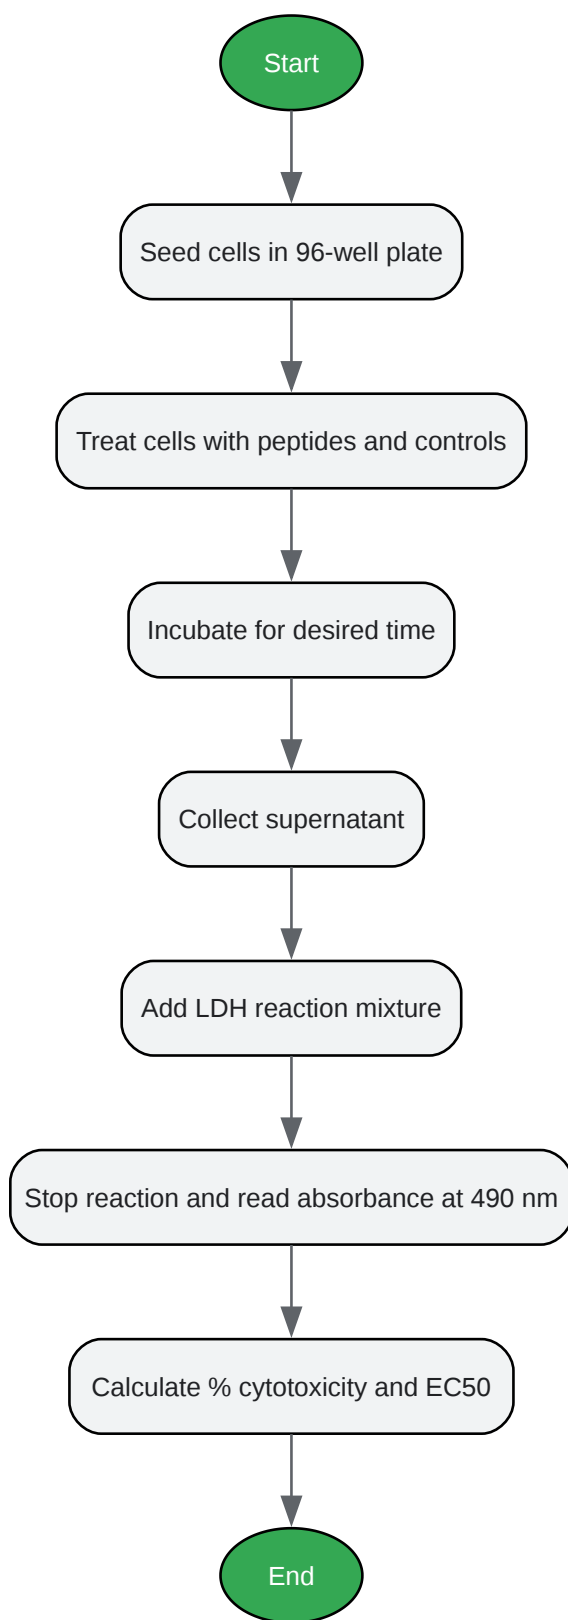 Start
Seed cells in 96-well plate
Treat cells with peptides and controls
Incubate for desired time
Collect supernatant
Add LDH reaction mixture
Stop reaction and read absorbance at 490 nm
Calculate % cytotoxicity and EC50
End